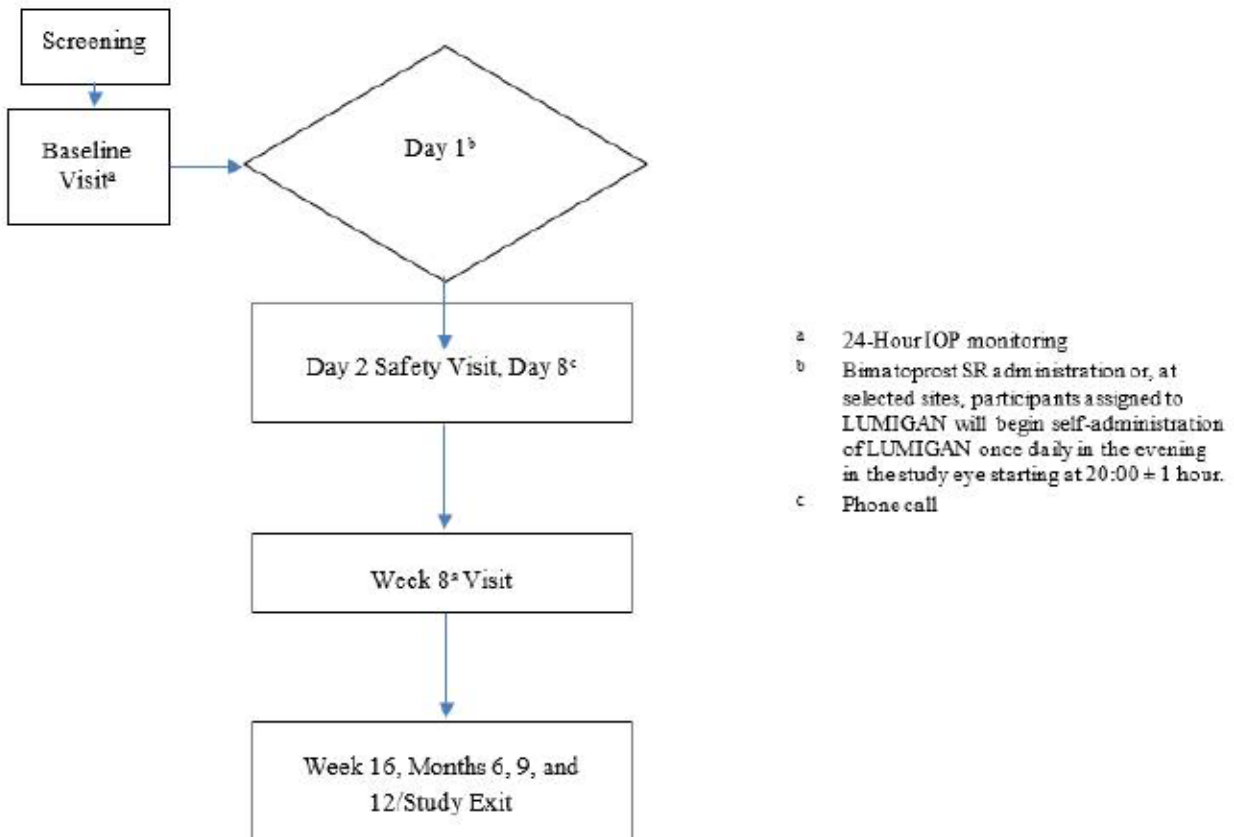 Screening
Baseline
Visitᵃ
Day 1ᵇ
Day 2 Safety Visit, Day 8ᶜ
Week 8ᵃ Visit
Week 16, Months 6, 9, and
12/Study Exit
a 24-Hour IOP monitoring
b Bimatoprost SR administration or, at
selected sites, participants assigned to
LUMIGAN will begin self-administration
of LUMIGAN once daily in the evening
in the study eye starting at 20:00 ± 1 hour.
c Phone call